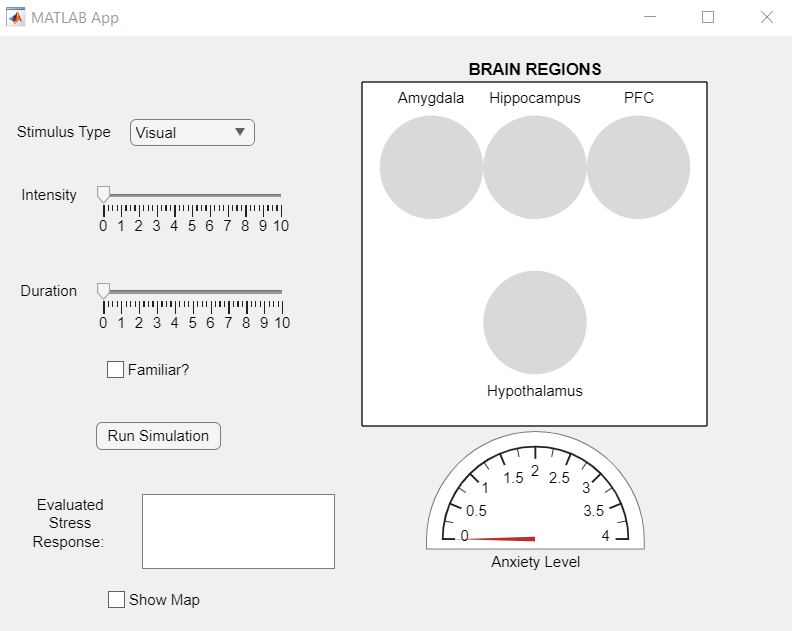 MATLAB App
BRAIN REGIONS
Amygdala Hippocampus PFC
Stimulus Type Visual
Intensity
0 1 2 3 4 5 6 7 8 9 10
Duration
0 1 2 3 4 5 6 7 8 9 10
Familiar?
Hypothalamus
Run Simulation
Evaluated
Stress
Response:
0 0.5 1 1.5 2 2.5 3 3.5 4
Anxiety Level
Show Map